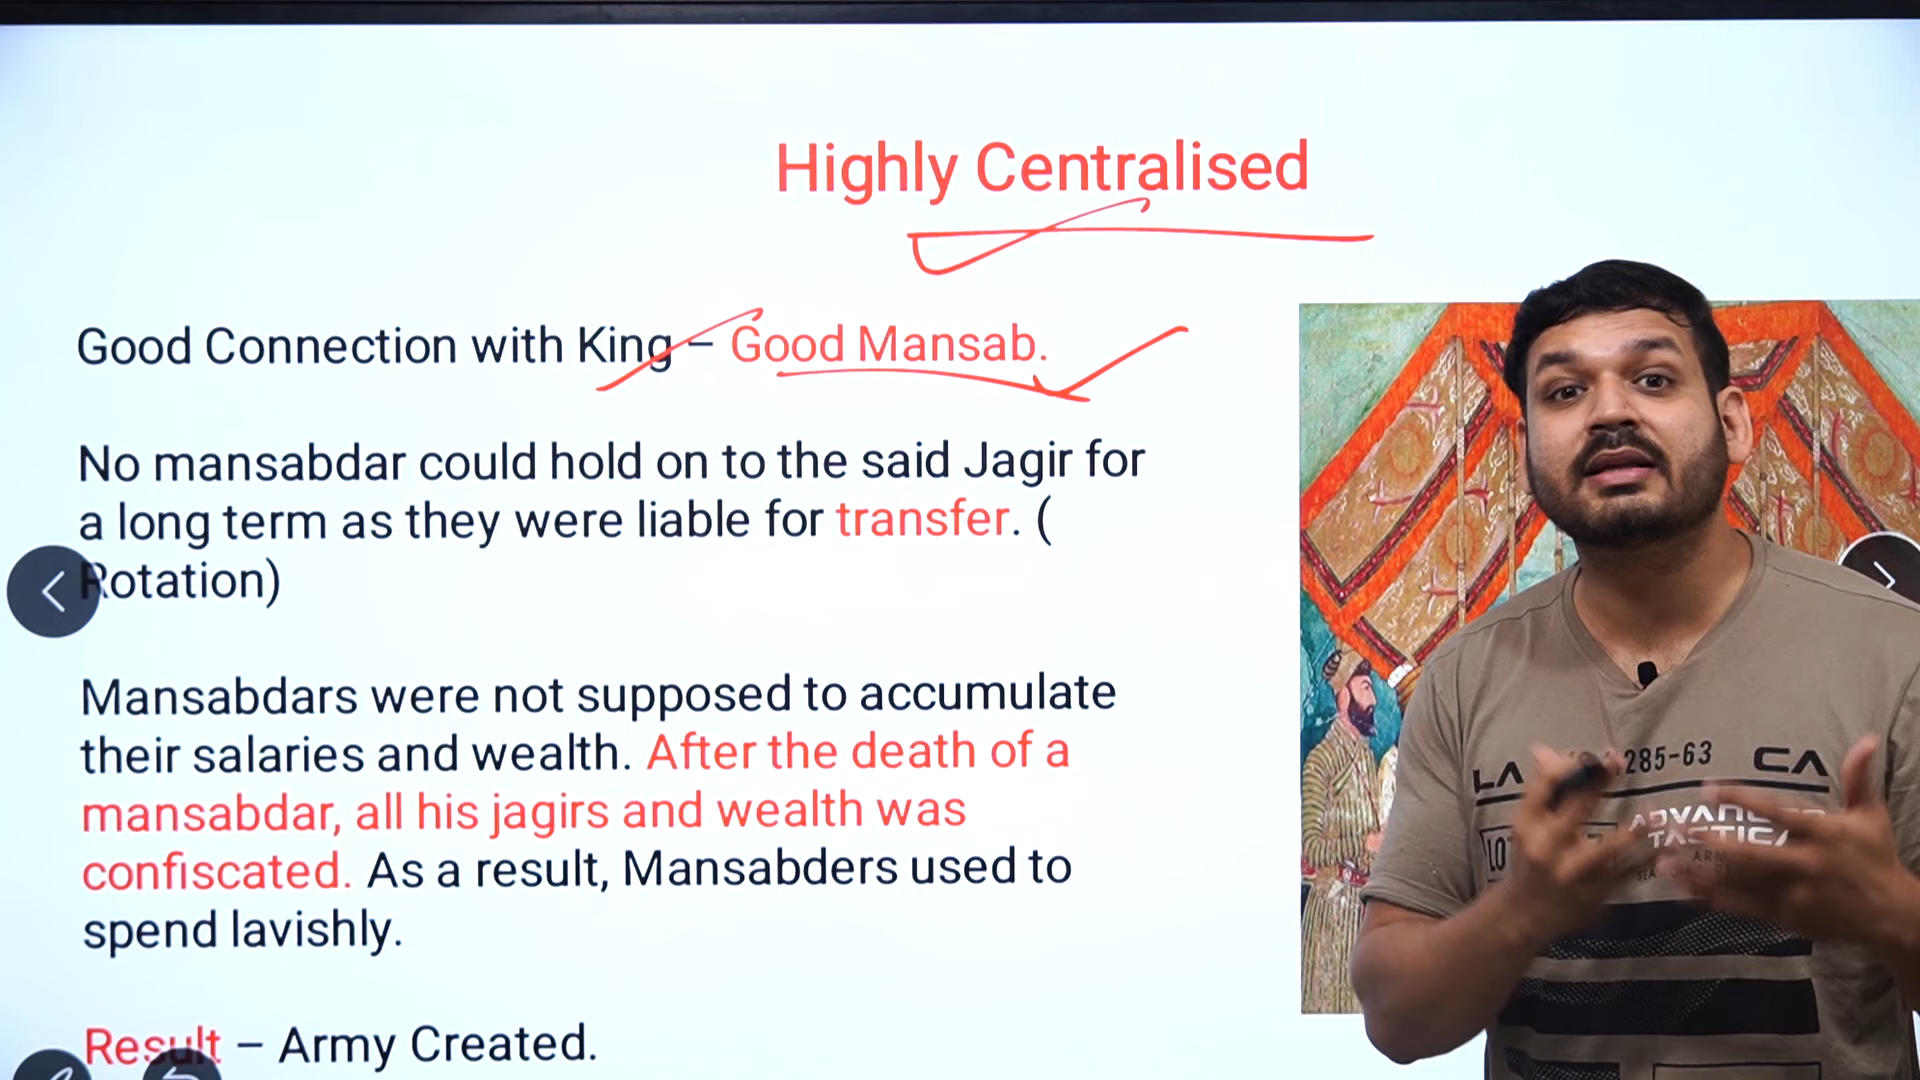 Highly Centralised
Good Connection with King – Good Mansab.
No mansabdar could hold on to the said Jagir for
a long term as they were liable for transfer. (
Rotation)
Mansabdars were not supposed to accumulate
their salaries and wealth. After the death of a
mansabdar, all his jagirs and wealth was
confiscated. As a result, Mansabders used to
spend lavishly.
Result – Army Created.
LA 285-63 CA
TACTICA